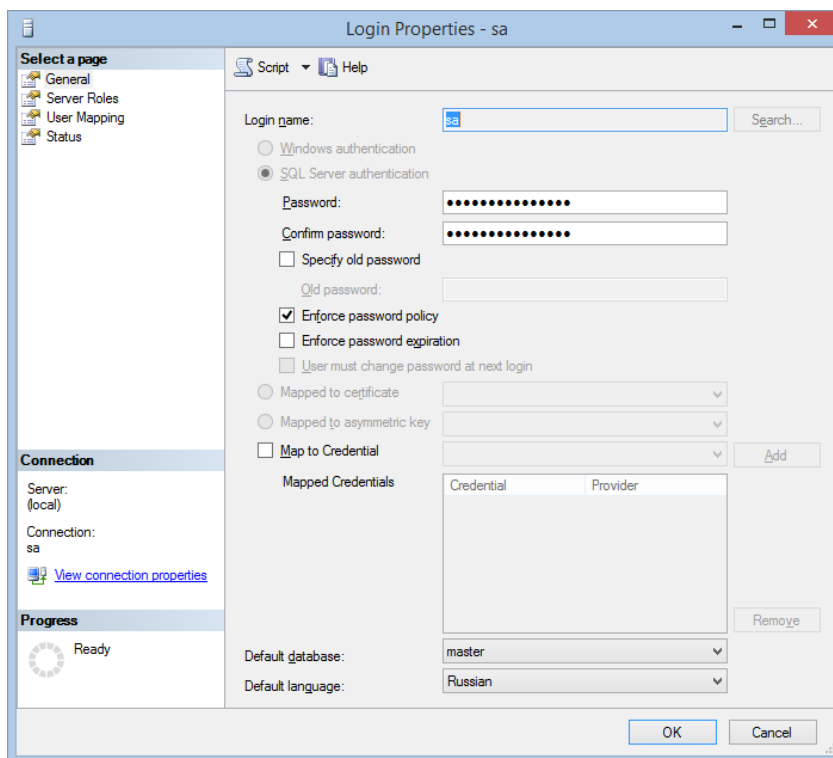 Login Properties - sa
Select a page
General
Server Roles
User Mapping
Status
Connection
Server:
(local)
Connection:
sa
View connection properties
Progress
Ready
Script Help
Login name: sa Search...
Windows authentication
SQL Server authentication
Password: •••••••••••••••
Confirm password: •••••••••••••••
Specify old password
Old password:
Enforce password policy
Enforce password expiration
User must change password at next login
Mapped to certificate
Mapped to asymmetric key
Map to Credential Add
Mapped Credentials Credential Provider
Remove
Default database: master
Default language: Russian
OK Cancel